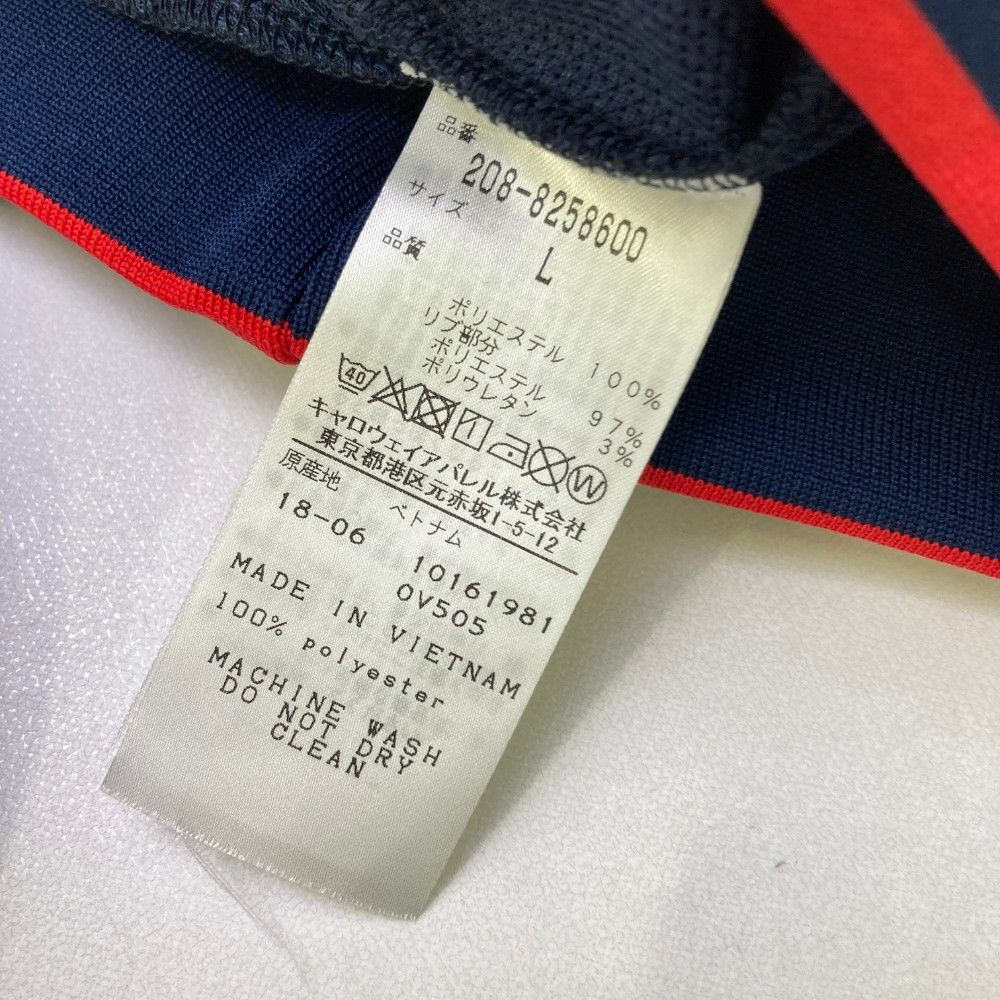 品番
208-8258600
サイズ
L
品質
ポリエステル 100%
リブ部分
ポリエステル 97%
ポリウレタン 3%
40 W
キャロウェイアパレル株式会社
東京都港区元赤坂1-5-12
原産地 ベトナム
18-06 10161981
0V505
MADE IN VIETNAM
100% polyester
MACHINE WASH
DO NOT DRY
CLEAN